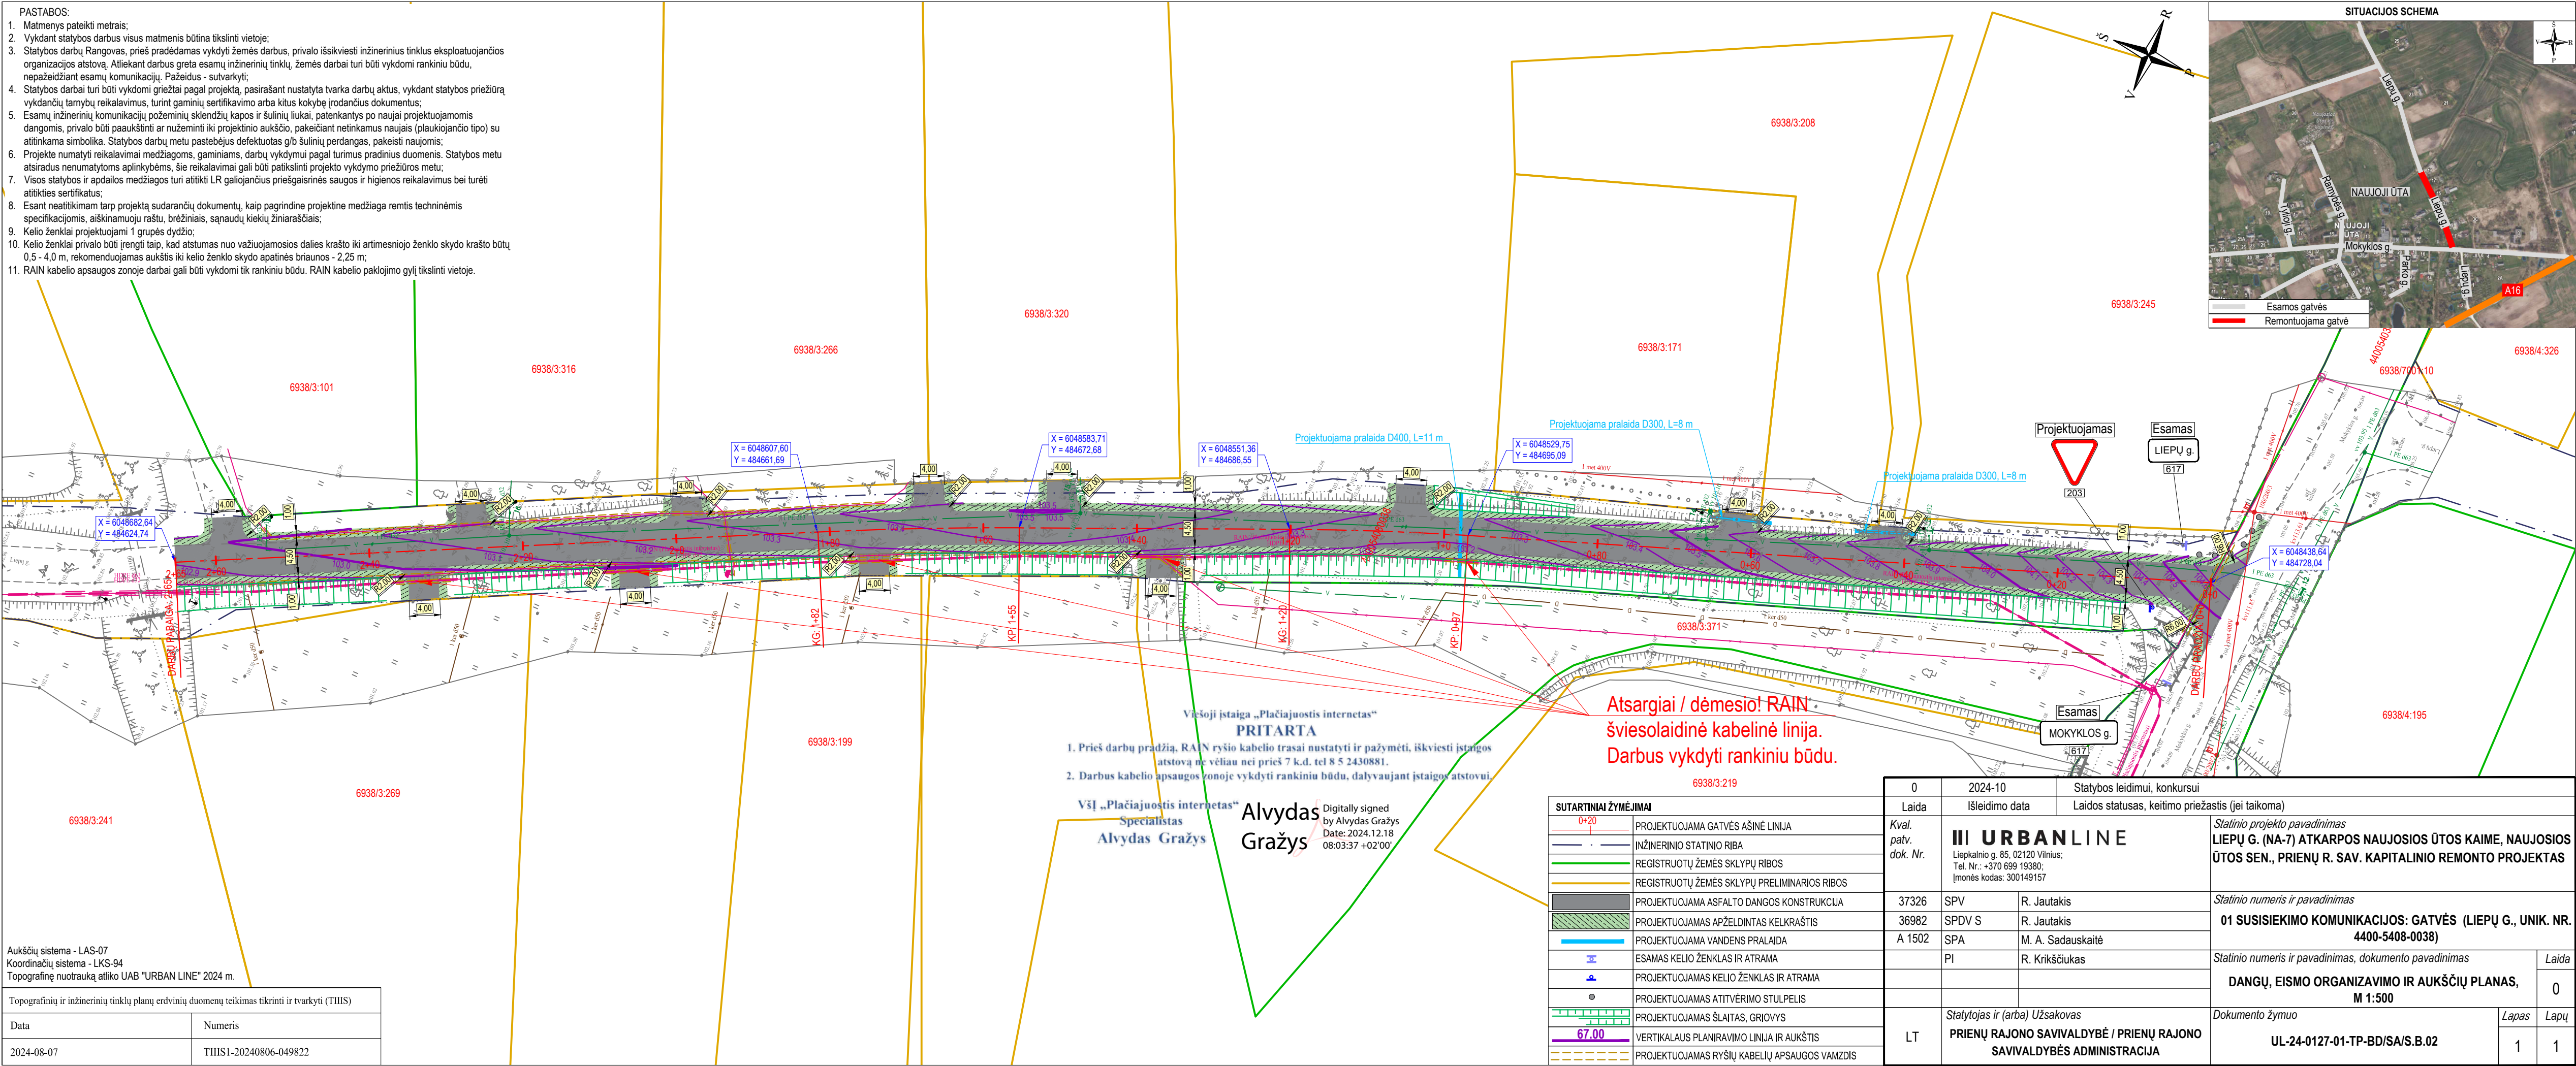 PASTABOS:
1. Matmenys pateikti metrais;
2. Vykdant statybos darbus visus matmenis būtina tikslinti vietoje;
3. Statybos darbų Rangovas, prieš pradėdamas vykdyti žemės darbus, privalo išsikviesti inžinerinius tinklus eksploatuojančios
organizacijos atstovą. Atliekant darbus greta esamų inžinerinių tinklų, žemės darbai turi būti vykdomi rankiniu būdu,
nepažeidžiant esamų komunikacijų. Pažeidus - sutvarkyti;
4. Statybos darbai turi būti vykdomi griežtai pagal projektą, pasirašant nustatyta tvarka darbų aktus, vykdant statybos priežiūrą
vykdančių tarnybų reikalavimus, turint gaminių sertifikavimo arba kitus kokybę įrodančius dokumentus;
5. Esamų inžinerinių komunikacijų požeminių sklendžių kapos ir šulinių liukai, patenkantys po naujai projektuojamomis
dangomis, privalo būti paaukštinti ar nužeminti iki projektinio aukščio, pakeičiant netinkamus naujais (plaukiojančio tipo) su
atitinkama simbolika. Statybos darbų metu pastebėjus defektuotas g/b šulinių perdangas, pakeisti naujomis;
6. Projekte numatyti reikalavimai medžiagoms, gaminiams, darbų vykdymui pagal turimus pradinius duomenis. Statybos metu
atsiradus nenumatytoms aplinkybėms, šie reikalavimai gali būti patikslinti projekto vykdymo priežiūros metu;
7. Visos statybos ir apdailos medžiagos turi atitikti LR galiojančius priešgaisrinės saugos ir higienos reikalavimus bei turėti
atitikties sertifikatus;
8. Esant neatitikimam tarp projektą sudarančių dokumentų, kaip pagrindine projektine medžiaga remtis techninėmis
specifikacijomis, aiškinamuoju raštu, brėžiniais, sąnaudų kiekių žiniaraščiais;
9. Kelio ženklai projektuojami 1 grupės dydžio;
10. Kelio ženklai privalo būti įrengti taip, kad atstumas nuo važiuojamosios dalies krašto iki artimesniojo ženklo skydo krašto būtų
0,5 - 4,0 m, rekomenduojamas aukštis iki kelio ženklo skydo apatinės briaunos - 2,25 m;
11. RAIN kabelio apsaugos zonoje darbai gali būti vykdomi tik rankiniu būdu. RAIN kabelio paklojimo gylį tikslinti vietoje.
Š
R
V
P
SITUACIJOS SCHEMA
Liepų g.
Ramybės g.
Tylioji g.
NAUJOJI ŪTA
NAUJOJI
ŪTA
Liepų g.
Mokyklos g.
Parko g.
Liepų g.
A16
Esamos gatvės
Remontuojama gatvė
6938/3:208
6938/3:245
6938/3:320
6938/3:266
6938/3:171
6938/3:316
6938/3:101
6938/4:326
6938/7001:10
X = 6048682,64
Y = 484624,74
X = 6048607,60
Y = 484661,69
X = 6048583,71
Y = 484672,68
X = 6048551,36
Y = 484686,55
X = 6048529,75
Y = 484695,09
X = 6048438,64
Y = 484728,04
Projektuojama pralaida D400, L=11 m
Projektuojama pralaida D300, L=8 m
Projektuojama pralaida D300, L=8 m
Projektuojamas
203
Esamas
LIEPŲ g.
617
KG: 1+82
KP: 1+55
KG: 1+20
KP: 0+97
6938/3:371
Esamas
MOKYKLOS g.
617
6938/4:195
6938/3:199
6938/3:269
6938/3:241
6938/3:219
Atsargiai / dėmesio! RAIN
šviesolaidinė kabelinė linija.
Darbus vykdyti rankiniu būdu.
Viešoji įstaiga „Plačiajuostis internetas“
PRITARTA
1. Prieš darbų pradžią, RAIN ryšio kabelio trasai nustatyti ir pažymėti, iškviesti įstaigos
atstovą ne vėliau nei prieš 7 k.d. tel 8 5 2430881.
2. Darbus kabelio apsaugos zonoje vykdyti rankiniu būdu, dalyvaujant įstaigos atstovui.
VšĮ „Plačiajuostis internetas“
Specialistas
Alvydas Gražys
Alvydas
Gražys
Digitally signed
by Alvydas Gražys
Date: 2024.12.18
08:03:37 +02'00'
SUTARTINIAI ŽYMĖJIMAI
0+20 PROJEKTUOJAMA GATVĖS AŠINĖ LINIJA
INŽINERINIO STATINIO RIBA
REGISTRUOTŲ ŽEMĖS SKLYPŲ RIBOS
REGISTRUOTŲ ŽEMĖS SKLYPŲ PRELIMINARIOS RIBOS
PROJEKTUOJAMA ASFALTO DANGOS KONSTRUKCIJA
PROJEKTUOJAMAS APŽELDINTAS KELKRAŠTIS
PROJEKTUOJAMA VANDENS PRALAIDA
ESAMAS KELIO ŽENKLAS IR ATRAMA
PROJEKTUOJAMAS KELIO ŽENKLAS IR ATRAMA
PROJEKTUOJAMAS ATITVĖRIMO STULPELIS
PROJEKTUOJAMAS ŠLAITAS, GRIOVYS
67.00 VERTIKALAUS PLANIRAVIMO LINIJA IR AUKŠTIS
PROJEKTUOJAMAS RYŠIŲ KABELIŲ APSAUGOS VAMZDIS
0 2024-10 Statybos leidimui, konkursui
Laida Išleidimo data Laidos statusas, keitimo priežastis (jei taikoma)
Kval.
patv.
dok. Nr.
URBANLINE
Liepkalnio g. 85, 02120 Vilnius;
Tel. Nr.: +370 699 19380;
Įmonės kodas: 300149157
Statinio projekto pavadinimas
LIEPŲ G. (NA-7) ATKARPOS NAUJOSIOS ŪTOS KAIME, NAUJOSIOS
ŪTOS SEN., PRIENŲ R. SAV. KAPITALINIO REMONTO PROJEKTAS
37326 SPV R. Jautakis
36982 SPDV S R. Jautakis
A 1502 SPA M. A. Sadauskaitė
PI R. Krikščiukas
Statinio numeris ir pavadinimas
01 SUSISIEKIMO KOMUNIKACIJOS: GATVĖS (LIEPŲ G., UNIK. NR.
4400-5408-0038)
Statinio numeris ir pavadinimas, dokumento pavadinimas
Laida
DANGŲ, EISMO ORGANIZAVIMO IR AUKŠČIŲ PLANAS,
M 1:500
0
LT
Statytojas ir (arba) Užsakovas
PRIENŲ RAJONO SAVIVALDYBĖ / PRIENŲ RAJONO
SAVIVALDYBĖS ADMINISTRACIJA
Dokumento žymuo
UL-24-0127-01-TP-BD/SA/S.B.02
Lapas Lapų
1 1
Aukščių sistema - LAS-07
Koordinačių sistema - LKS-94
Topografinę nuotrauką atliko UAB "URBAN LINE" 2024 m.
Topografinių ir inžinerinių tinklų planų erdvinių duomenų teikimas tikrinti ir tvarkyti (TIIIS)
Data Numeris
2024-08-07 TIIIS1-20240806-049822